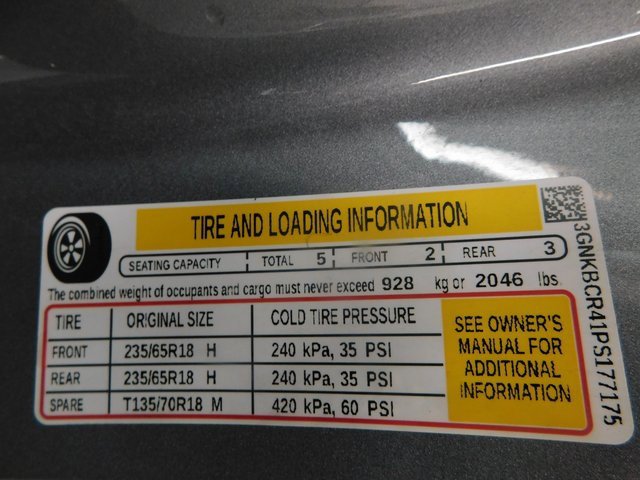 TIRE AND LOADING INFORMATION
SEATING CAPACITY TOTAL 5 FRONT 2 REAR 3
The combined weight of occupants and cargo must never exceed 928 kg or 2046 lbs.
TIRE ORIGINAL SIZE COLD TIRE PRESSURE
FRONT 235/65R18 H 240 kPa, 35 PSI
REAR 235/65R18 H 240 kPa, 35 PSI
SPARE T135/70R18 M 420 kPa, 60 PSI
SEE OWNER'S
MANUAL FOR
ADDITIONAL
INFORMATION
3GNKBCR41PS177175